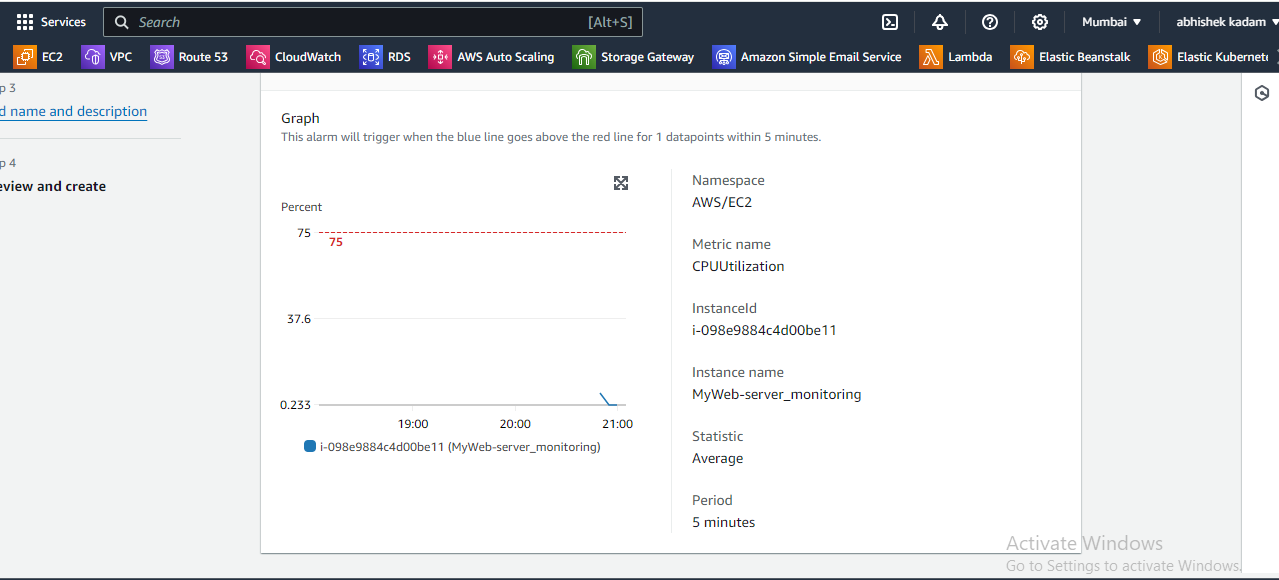 Services
Search [Alt+S]
Mumbai ▼
abhishek kadam ▼
EC2 VPC Route 53 CloudWatch RDS AWS Auto Scaling Storage Gateway Amazon Simple Email Service Lambda Elastic Beanstalk Elastic Kubernete
p 3
d name and description
p 4
eview and create
Graph
This alarm will trigger when the blue line goes above the red line for 1 datapoints within 5 minutes.
Percent
75
75
37.6
0.233
19:00 20:00 21:00
i-098e9884c4d00be11 (MyWeb-server_monitoring)
Namespace
AWS/EC2
Metric name
CPUUtilization
InstanceId
i-098e9884c4d00be11
Instance name
MyWeb-server_monitoring
Statistic
Average
Period
5 minutes
Activate Windows
Go to Settings to activate Windows.